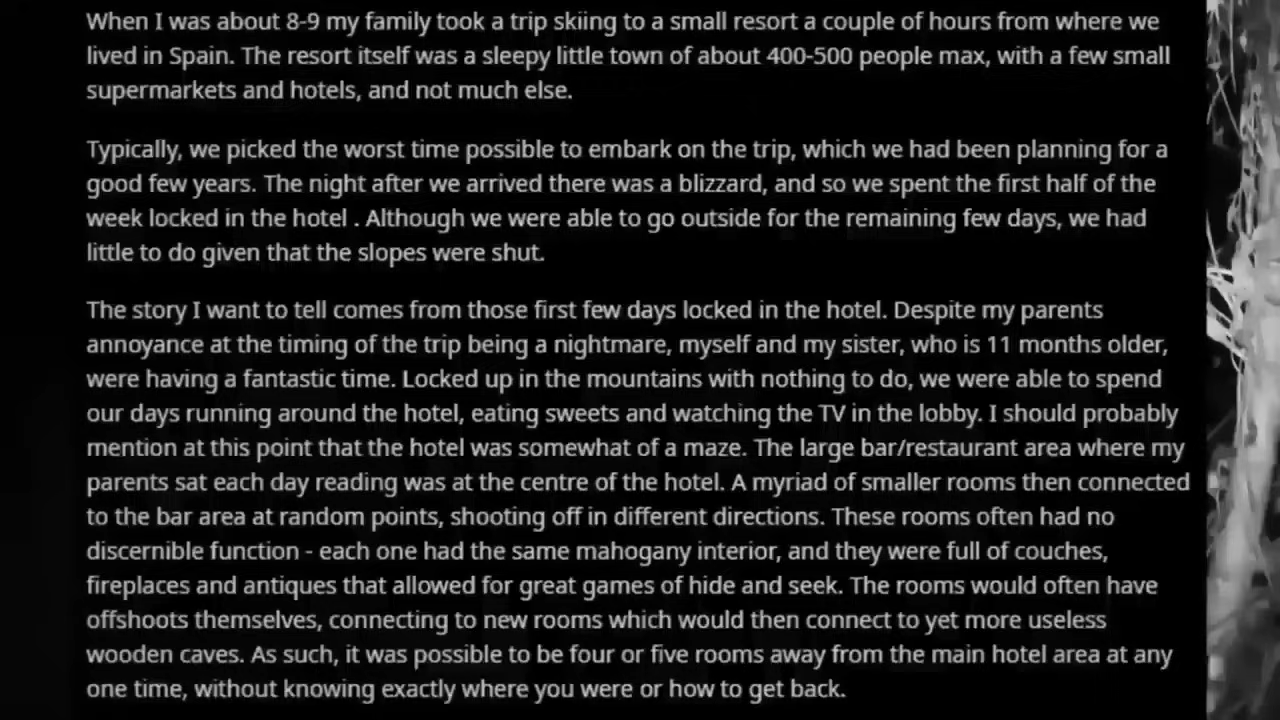 When I was about 8-9 my family took a trip skiing to a small resort a couple of hours from where we
lived in Spain. The resort itself was a sleepy little town of about 400-500 people max, with a few small
supermarkets and hotels, and not much else.
Typically, we picked the worst time possible to embark on the trip, which we had been planning for a
good few years. The night after we arrived there was a blizzard, and so we spent the first half of the
week locked in the hotel . Although we were able to go outside for the remaining few days, we had
little to do given that the slopes were shut.
The story I want to tell comes from those first few days locked in the hotel. Despite my parents
annoyance at the timing of the trip being a nightmare, myself and my sister, who is 11 months older,
were having a fantastic time. Locked up in the mountains with nothing to do, we were able to spend
our days running around the hotel, eating sweets and watching the TV in the lobby. I should probably
mention at this point that the hotel was somewhat of a maze. The large bar/restaurant area where my
parents sat each day reading was at the centre of the hotel. A myriad of smaller rooms then connected
to the bar area at random points, shooting off in different directions. These rooms often had no
discernible function - each one had the same mahogany interior, and they were full of couches,
fireplaces and antiques that allowed for great games of hide and seek. The rooms would often have
offshoots themselves, connecting to new rooms which would then connect to yet more useless
wooden caves. As such, it was possible to be four or five rooms away from the main hotel area at any
one time, without knowing exactly where you were or how to get back.